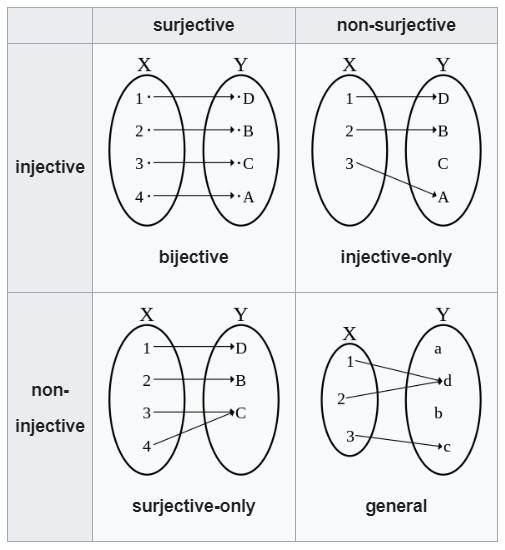 surjective
non-surjective
injective
X Y
1 D
2 B
3 C
4 A
bijective
X Y
1 D
2 B
3 C
A
injective-only
non-
injective
X Y
1 D
2 B
3 C
4
surjective-only
X Y
a
1
d
2
b
3
c
general